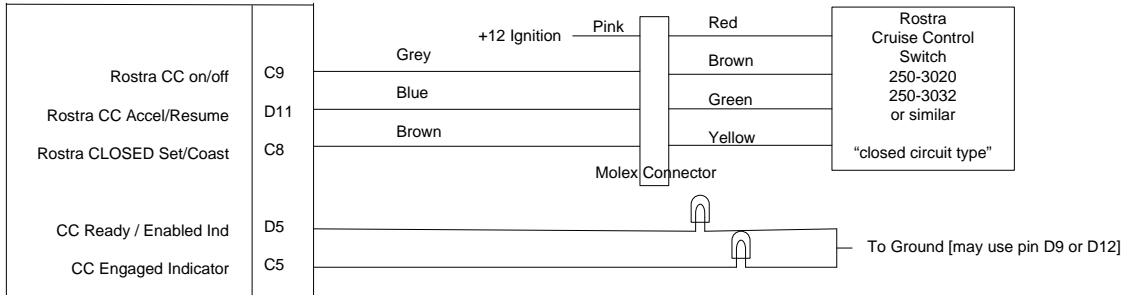 +12 Ignition Pink Red
Rostra
Cruise Control
Switch
250-3020
250-3032
or similar
"closed circuit type"
Rostra CC on/off C9 Grey Brown
Rostra CC Accel/Resume D11 Blue Green
Rostra CLOSED Set/Coast C8 Brown Yellow
Molex Connector
CC Ready / Enabled Ind D5
To Ground [may use pin D9 or D12]
CC Engaged Indicator C5